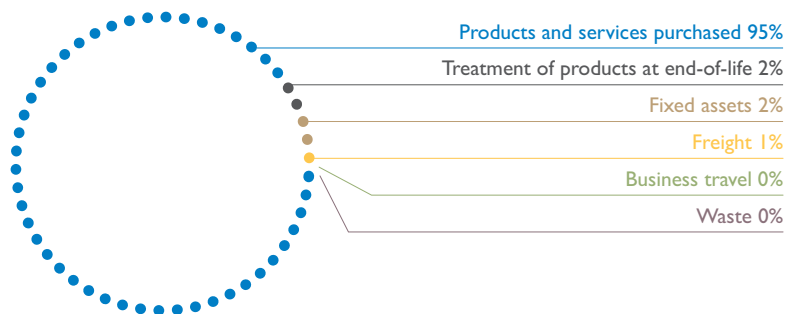 Products and services purchased 95%
Treatment of products at end-of-life 2%
Fixed assets 2%
Freight 1%
Business travel 0%
Waste 0%